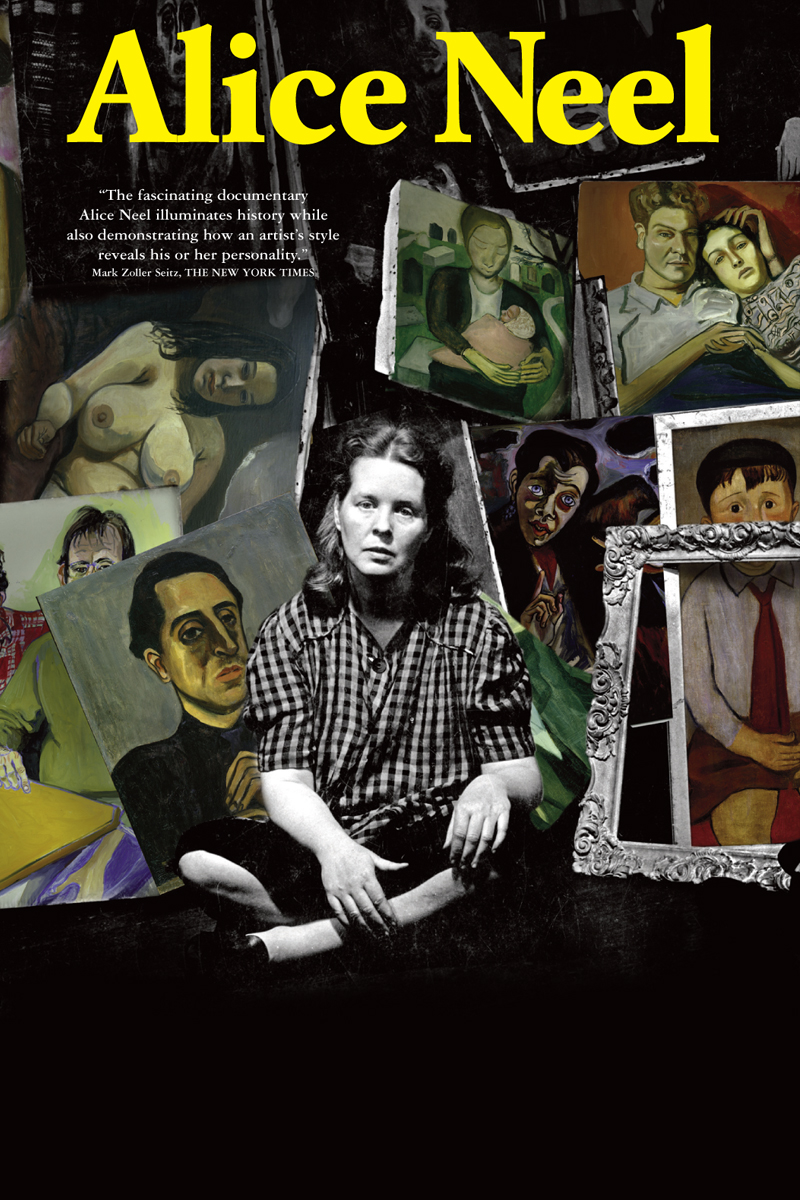 Alice Neel
“The fascinating documentary
Alice Neel illuminates history while
also demonstrating how an artist’s style
reveals his or her personality.”
Mark Zoller Seitz, THE NEW YORK TIMES